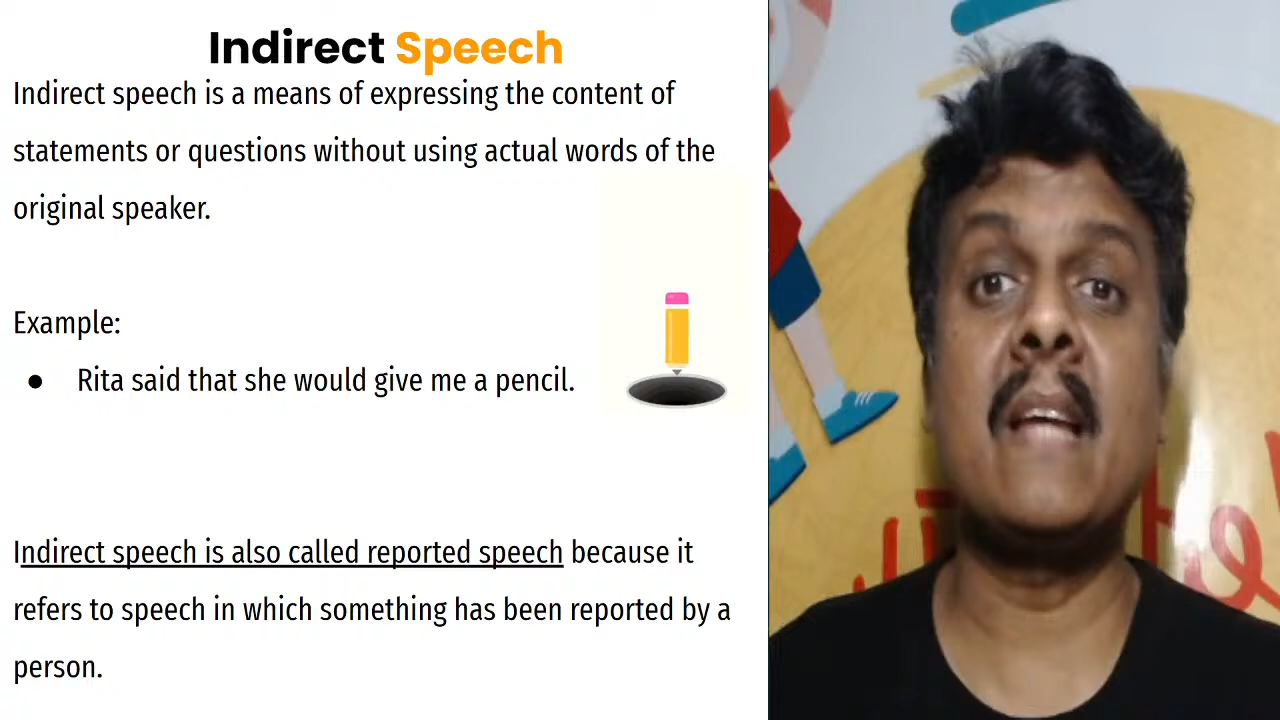 Indirect Speech
Indirect speech is a means of expressing the content of
statements or questions without using actual words of the
original speaker.
Example:
● Rita said that she would give me a pencil.
Indirect speech is also called reported speech because it
refers to speech in which something has been reported by a
person.